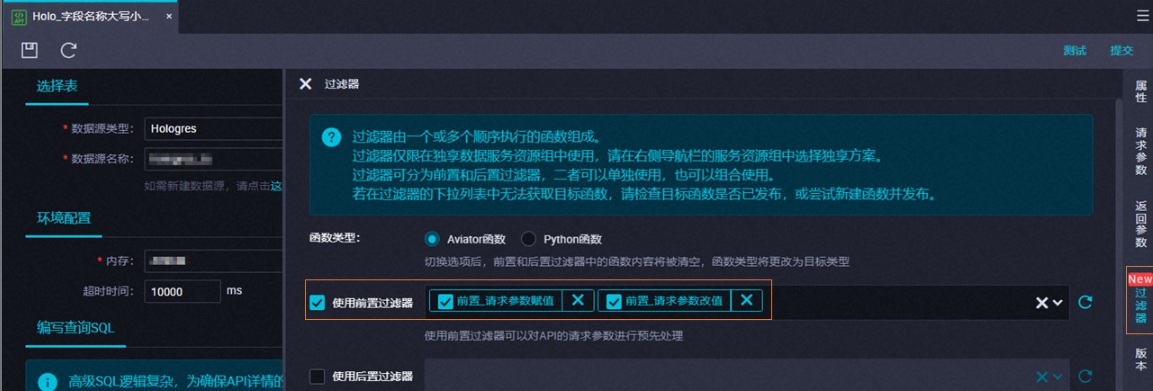 Holo_字段名称大写小... ×
测试 提交
选择表
* 数据源类型: Hologres
* 数据源名称:
如需新建数据源，请点击这
环境配置
* 内存:
超时时间: 10000 ms
编写查询SQL
高级SQL逻辑复杂，为确保API详情的
过滤器
过滤器由一个或多个顺序执行的函数组成。
过滤器仅限在独享数据服务资源组中使用，请在右侧导航栏的服务资源组中选择独享方案。
过滤器可分为前置和后置过滤器，二者可以单独使用，也可以组合使用。
若在过滤器的下拉列表中无法获取目标函数，请检查目标函数是否已发布，或尝试新建函数并发布。
函数类型: Aviator函数 Python函数
切换选项后，前置和后置过滤器中的函数内容将被清空，函数类型将更改为目标类型
使用前置过滤器 前置_请求参数赋值 前置_请求参数改值
使用前置过滤器可以对API的请求参数进行预先处理
使用后置过滤器
属性
请求参数
返回参数
New
过滤器
版本